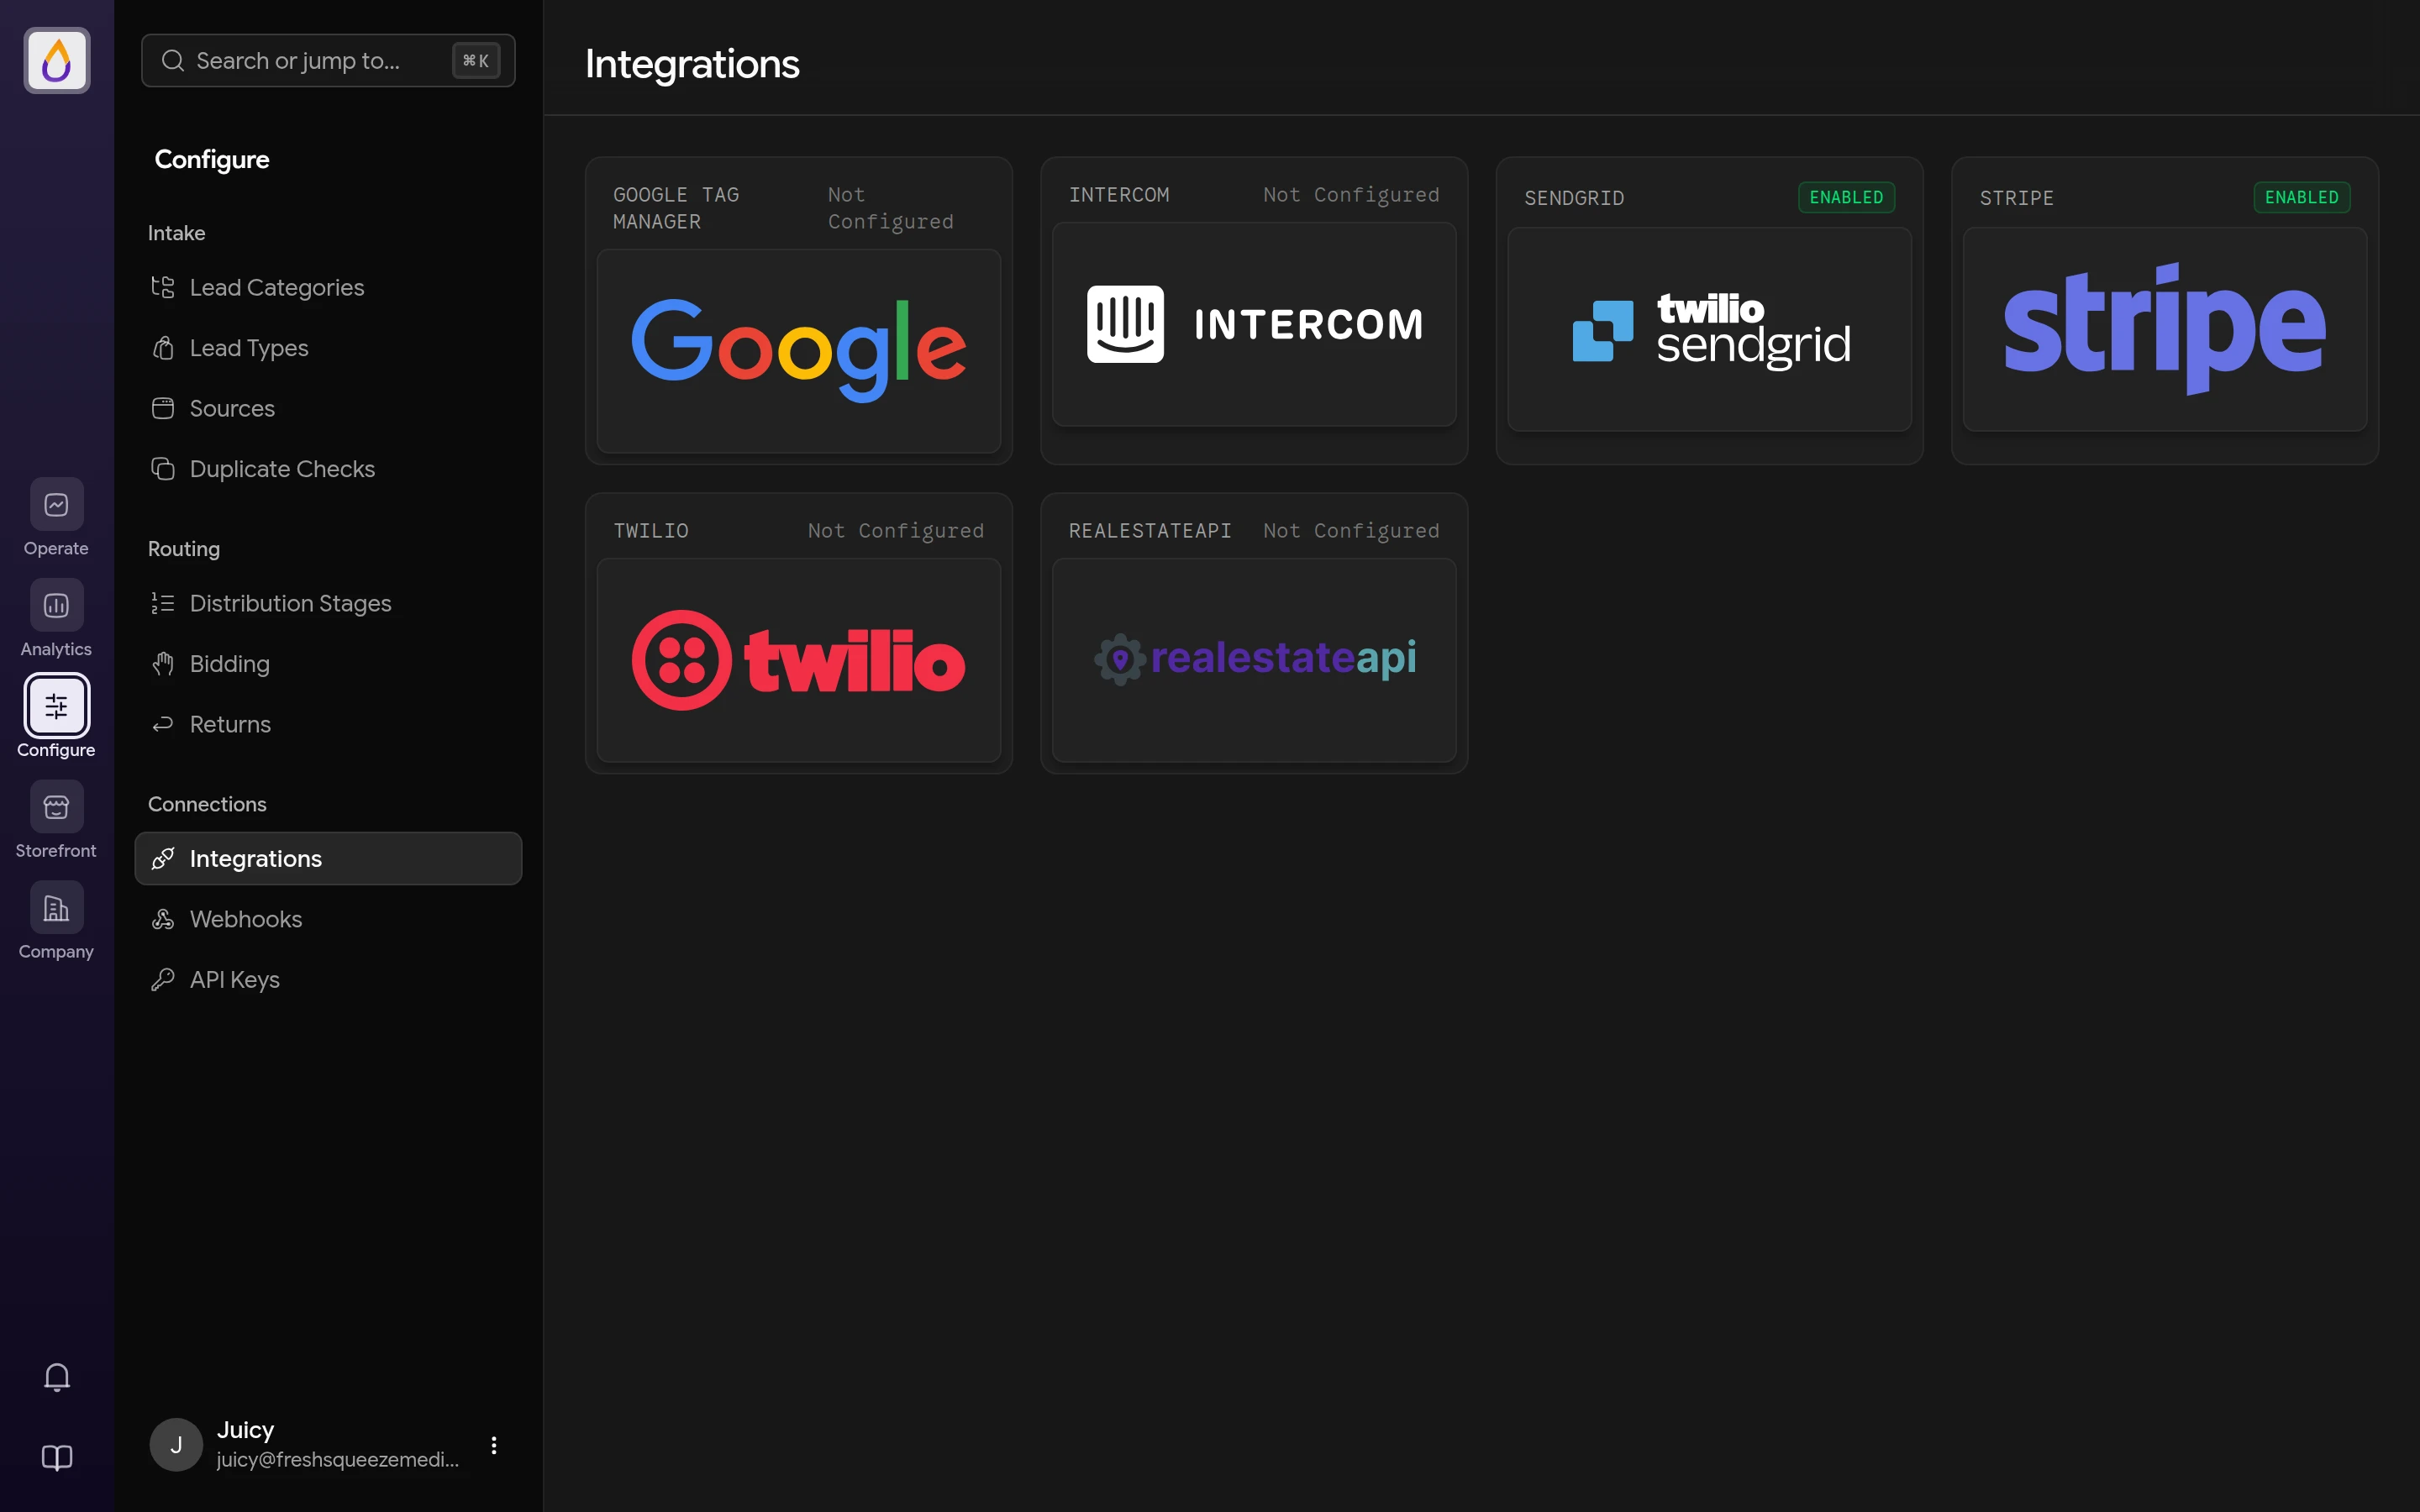 Search or jump to...
⌘K
Configure
Intake
Lead Categories
Lead Types
Sources
Duplicate Checks
Routing
Distribution Stages
Bidding
Returns
Connections
Integrations
Webhooks
API Keys
Operate
Analytics
Configure
Storefront
Company
J
Juicy
juicy@freshsqueezemedi...
Integrations
GOOGLE TAG
MANAGER
Not
Configured
Google
INTERCOM
Not Configured
INTERCOM
SENDGRID
ENABLED
twilio
sendgrid
STRIPE
ENABLED
stripe
TWILIO
Not Configured
twilio
REALESTATEAPI
Not Configured
realestateapi